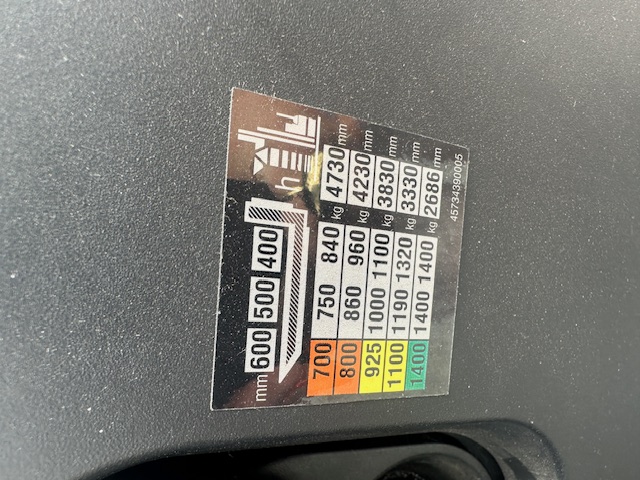 mm 600 500 400 h
700 750 840 kg 4730 mm
800 860 960 kg 4230 mm
925 1000 1100 kg 3830 mm
1100 1190 1320 kg 3330 mm
1400 1400 1400 kg 2686 mm
45734390005